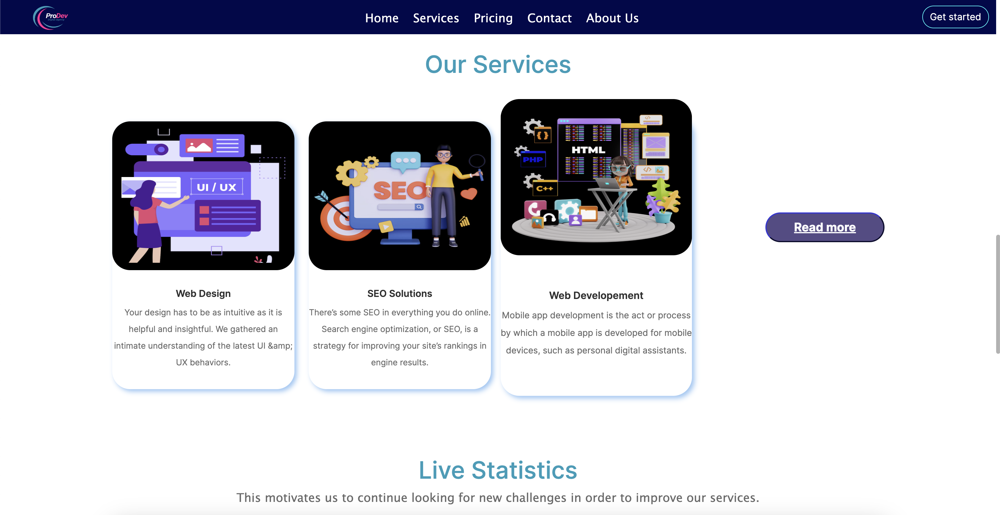 ProDev
Digital Agency
Home Services Pricing Contact About Us
Get started
Our Services
UI / UX
SEO
HTML
{ }
PHP
C++
</>
</>
Read more
Web Design
Your design has to be as intuitive as it is
helpful and insightful. We gathered an
intimate understanding of the latest UI &amp;
UX behaviors.
SEO Solutions
There's some SEO in everything you do online.
Search engine optimization, or SEO, is a
strategy for improving your site's rankings in
engine results.
Web Developement
Mobile app development is the act or process
by which a mobile app is developed for mobile
devices, such as personal digital assistants.
Live Statistics
This motivates us to continue looking for new challenges in order to improve our services.